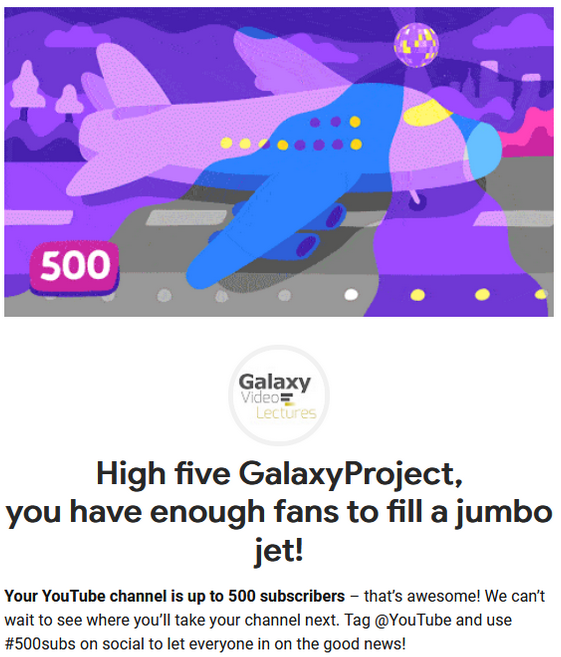 500
Galaxy
Video
Lectures
High five GalaxyProject,
you have enough fans to fill a jumbo
jet!
Your YouTube channel is up to 500 subscribers – that's awesome! We can't
wait to see where you'll take your channel next. Tag @YouTube and use
#500subs on social to let everyone in on the good news!